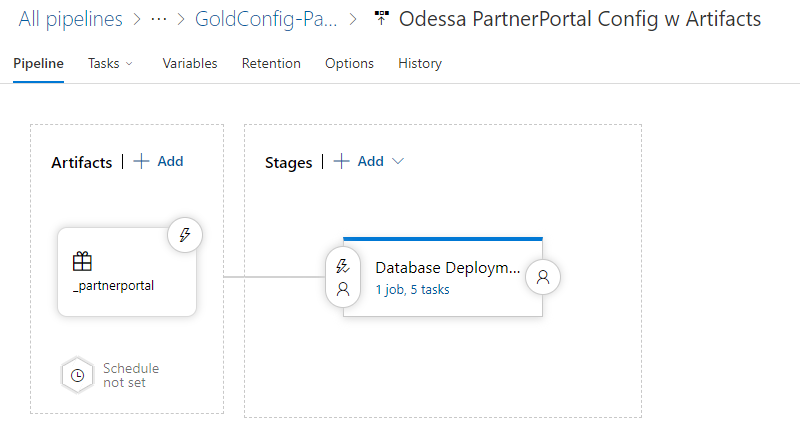 All pipelines > ··· > GoldConfig-Pa... > Odessa PartnerPortal Config w Artifacts
Pipeline Tasks Variables Retention Options History
Artifacts | + Add
Stages | + Add
_partnerportal
Schedule
not set
Database Deploym...
1 job, 5 tasks